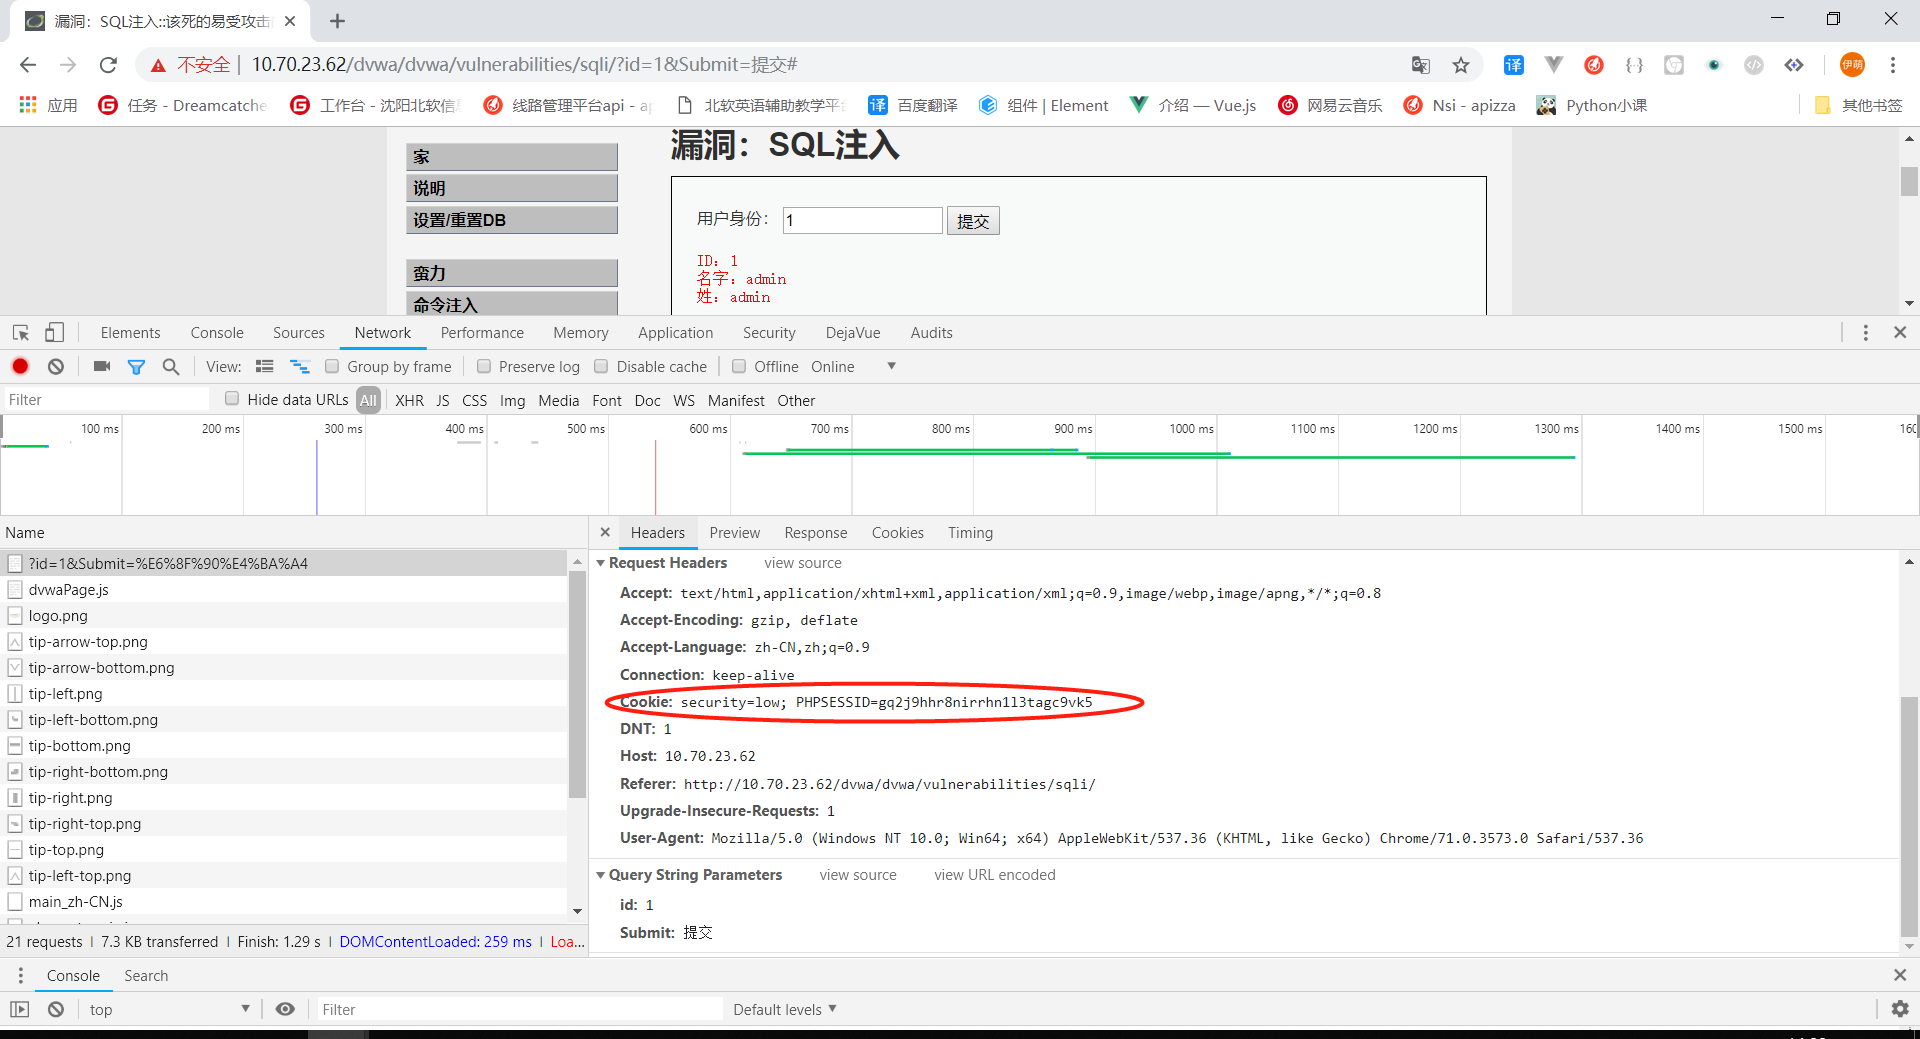 漏洞：SQL注入::该死的易受攻击
不安全 | 10.70.23.62/dvwa/dvwa/vulnerabilities/sqli/?id=1&Submit=提交#
译 伊萌
应用 任务 - Dreamcatche 工作台 - 沈阳北软信 线路管理平台api - ap 北软英语辅助教学平 译 百度翻译 组件 | Element 介绍 — Vue.js 网易云音乐 Nsi - apizza Python小课 其他书签
漏洞：SQL注入
家
说明
设置/重置DB
蛮力
命令注入
用户身份： 1 提交
ID：1
名字：admin
姓：admin
Elements Console Sources Network Performance Memory Application Security DejaVue Audits
View: Group by frame Preserve log Disable cache Offline Online
Filter Hide data URLs All XHR JS CSS Img Media Font Doc WS Manifest Other
100 ms 200 ms 300 ms 400 ms 500 ms 600 ms 700 ms 800 ms 900 ms 1000 ms 1100 ms 1200 ms 1300 ms 1400 ms 1500 ms 160
Name
?id=1&Submit=%E6%8F%90%E4%BA%A4
dvwaPage.js
logo.png
tip-arrow-top.png
tip-arrow-bottom.png
tip-left.png
tip-left-bottom.png
tip-bottom.png
tip-right-bottom.png
tip-right.png
tip-right-top.png
tip-top.png
tip-left-top.png
main_zh-CN.js
21 requests | 7.3 KB transferred | Finish: 1.29 s | DOMContentLoaded: 259 ms | Loa...
Headers Preview Response Cookies Timing
Request Headers view source
Accept: text/html,application/xhtml+xml,application/xml;q=0.9,image/webp,image/apng,*/*;q=0.8
Accept-Encoding: gzip, deflate
Accept-Language: zh-CN,zh;q=0.9
Connection: keep-alive
Cookie: security=low; PHPSESSID=gq2j9hhr8nirrhn1l3tagc9vk5
DNT: 1
Host: 10.70.23.62
Referer: http://10.70.23.62/dvwa/dvwa/vulnerabilities/sqli/
Upgrade-Insecure-Requests: 1
User-Agent: Mozilla/5.0 (Windows NT 10.0; Win64; x64) AppleWebKit/537.36 (KHTML, like Gecko) Chrome/71.0.3573.0 Safari/537.36
Query String Parameters view source view URL encoded
id: 1
Submit: 提交
Console Search
top Filter Default levels